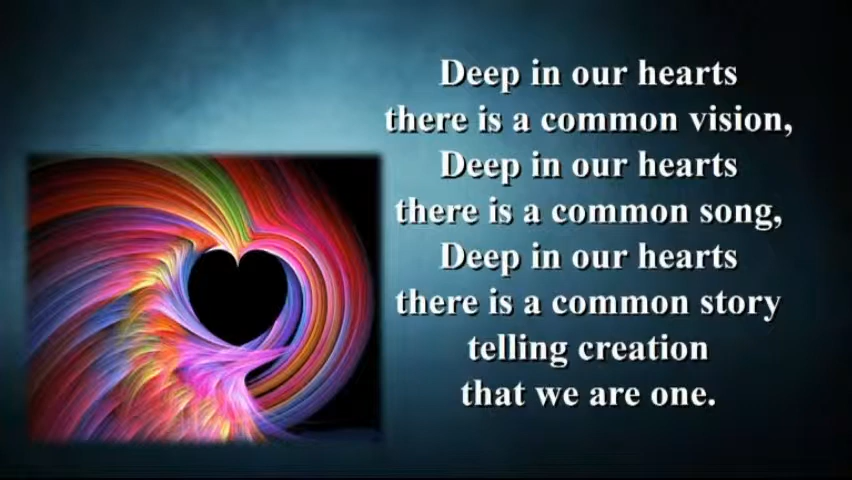 Deep in our hearts
there is a common vision,
Deep in our hearts
there is a common song,
Deep in our hearts
there is a common story
telling creation
that we are one.